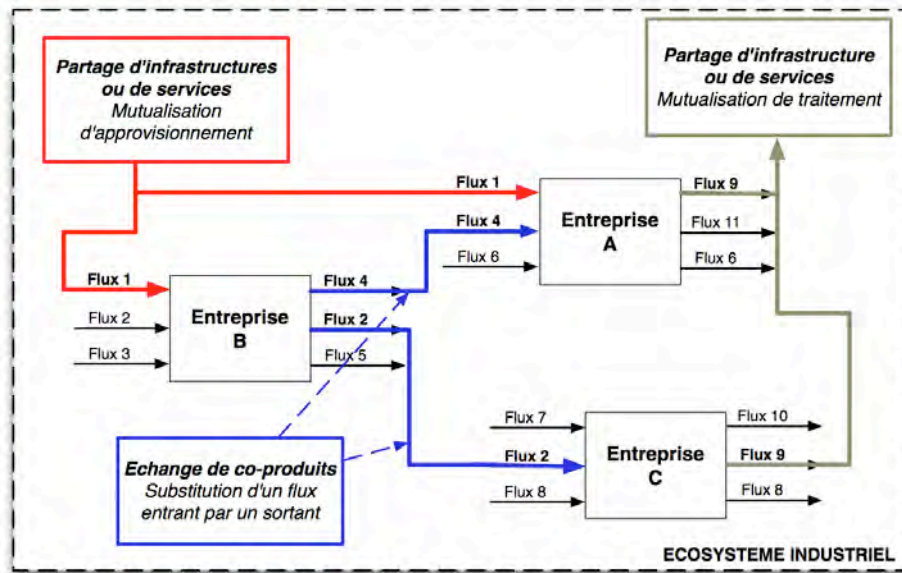 Partage d'infrastructures
ou de services
Mutualisation
d'approvisionnement
Partage d'infrastructure
ou de services
Mutualisation de traitement
Flux 1
Flux 4
Flux 6
Entreprise
A
Flux 9
Flux 11
Flux 6
Flux 1
Flux 2
Flux 3
Entreprise
B
Flux 4
Flux 2
Flux 5
Echange de co-produits
Substitution d'un flux
entrant par un sortant
Flux 7
Flux 2
Flux 8
Entreprise
C
Flux 10
Flux 9
Flux 8
ECOSYSTEME INDUSTRIEL